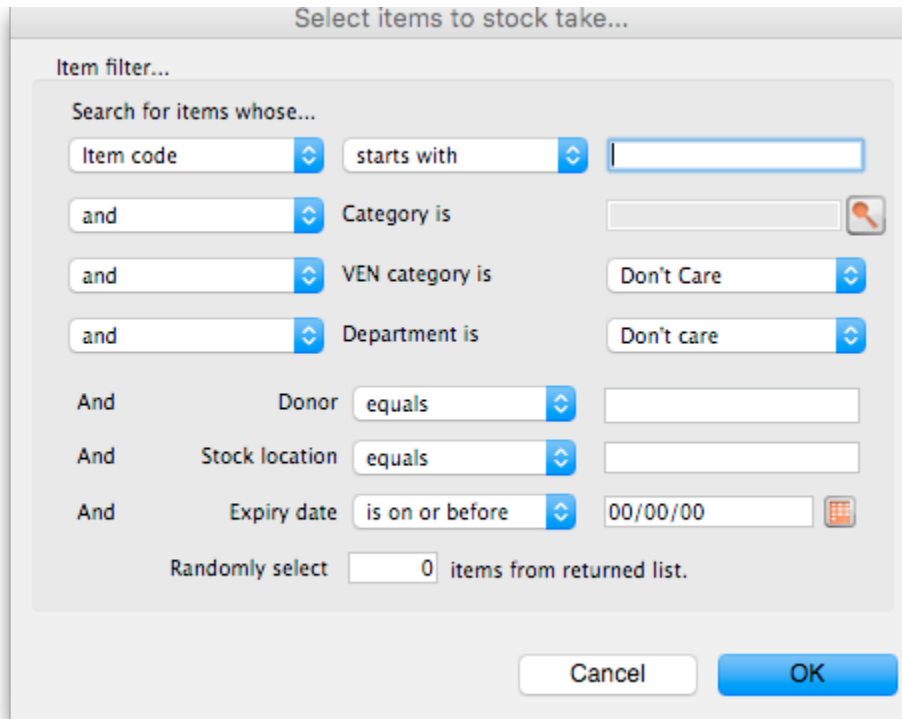 Select items to stock take...
Item filter...
Search for items whose...
Item code starts with
and Category is
and VEN category is Don't Care
and Department is Don't care
And Donor equals
And Stock location equals
And Expiry date is on or before 00/00/00
Randomly select 0 items from returned list.
Cancel OK